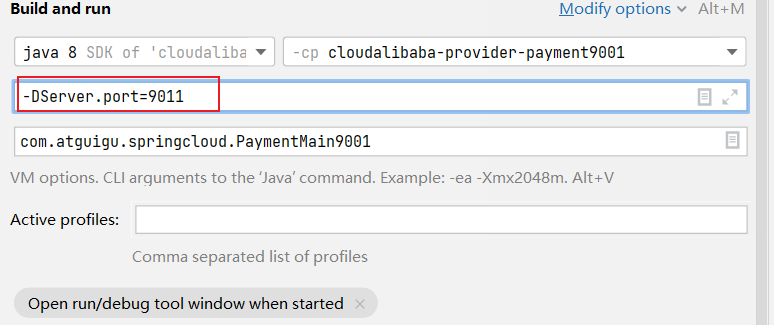 Build and run
Modify options Alt+M
java 8 SDK of 'cloudaliba
-cp cloudalibaba-provider-payment9001
-DServer.port=9011
com.atguigu.springcloud.PaymentMain9001
VM options. CLI arguments to the ‘Java’ command. Example: -ea -Xmx2048m. Alt+V
Active profiles:
Comma separated list of profiles
Open run/debug tool window when started ×